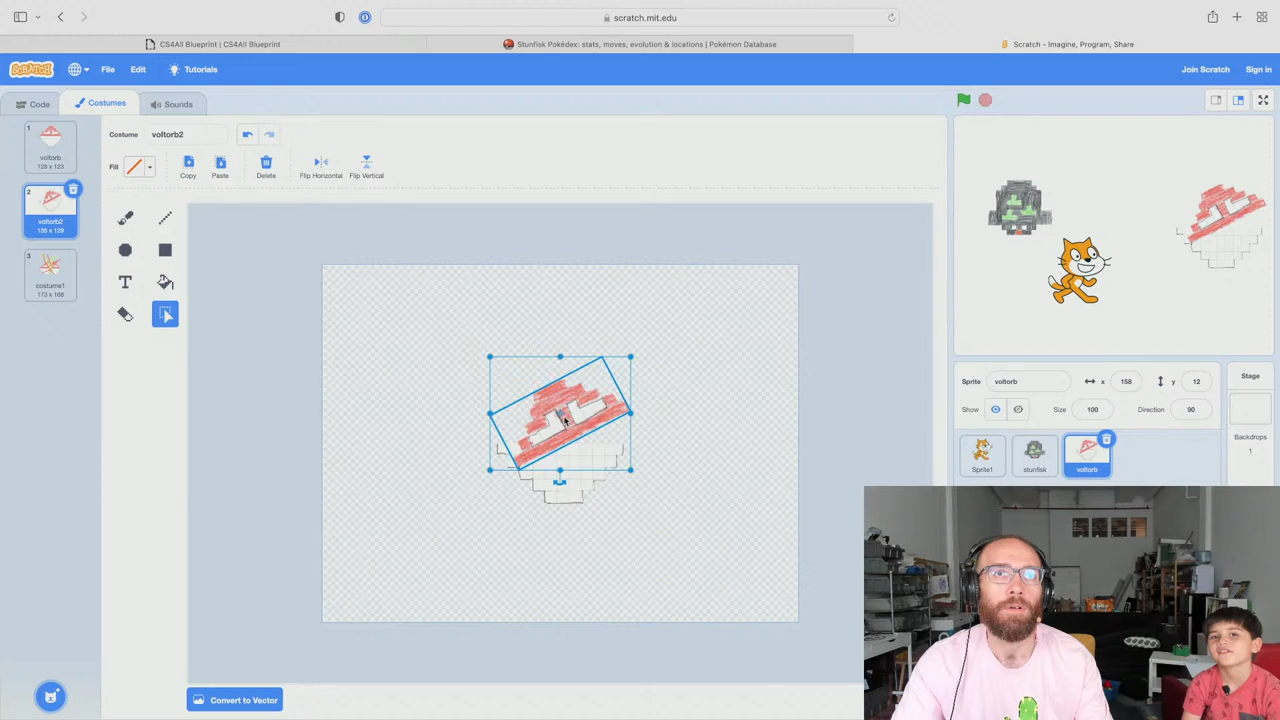 scratch.mit.edu
CS4All Blueprint | CS4All Blueprint
Stunfisk Pokédex: stats, moves, evolution & locations | Pokémon Database
Scratch - Imagine, Program, Share
SCRATCH
File
Edit
Tutorials
Join Scratch
Sign in
Code
Costumes
Sounds
1
voltorb
128 x 123
2
voltorb2
135 x 129
3
costume1
173 x 168
Costume
voltorb2
Fill
Copy
Paste
Delete
Flip Horizontal
Flip Vertical
T
Convert to Vector
Sprite
voltorb
x
158
y
12
Show
Size
100
Direction
90
Sprite1
stunfisk
voltorb
Stage
Backdrops
1